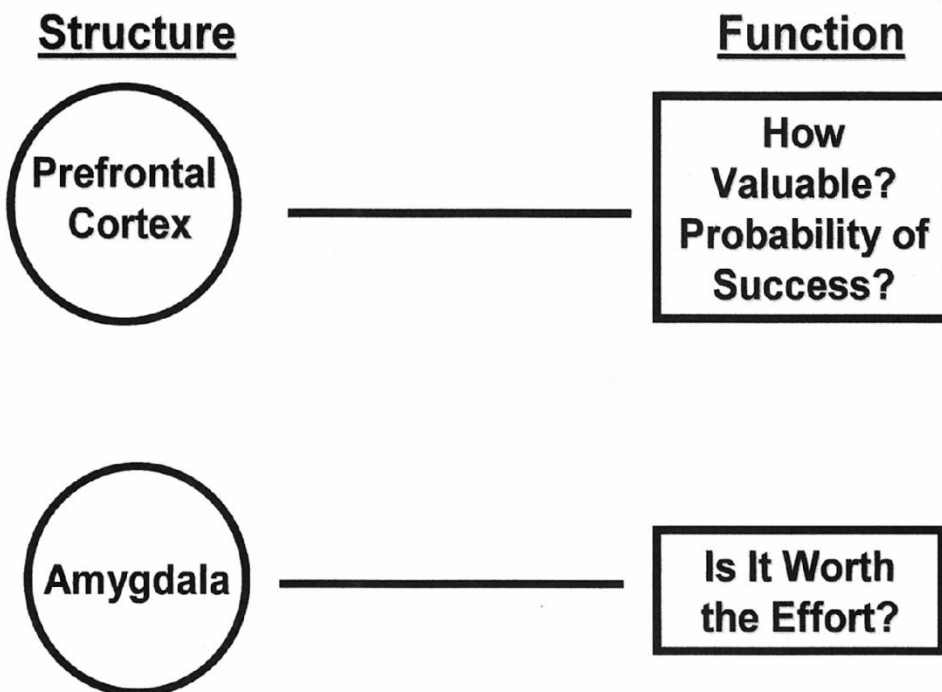 Structure
Function
Prefrontal
Cortex
How
Valuable?
Probability of
Success?
Amygdala
Is It Worth
the Effort?